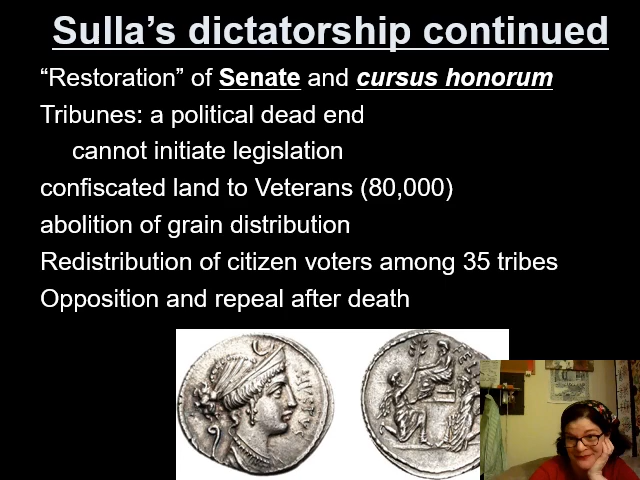 Sulla’s dictatorship continued
“Restoration” of Senate and cursus honorum
Tribunes: a political dead end
cannot initiate legislation
confiscated land to Veterans (80,000)
abolition of grain distribution
Redistribution of citizen voters among 35 tribes
Opposition and repeal after death